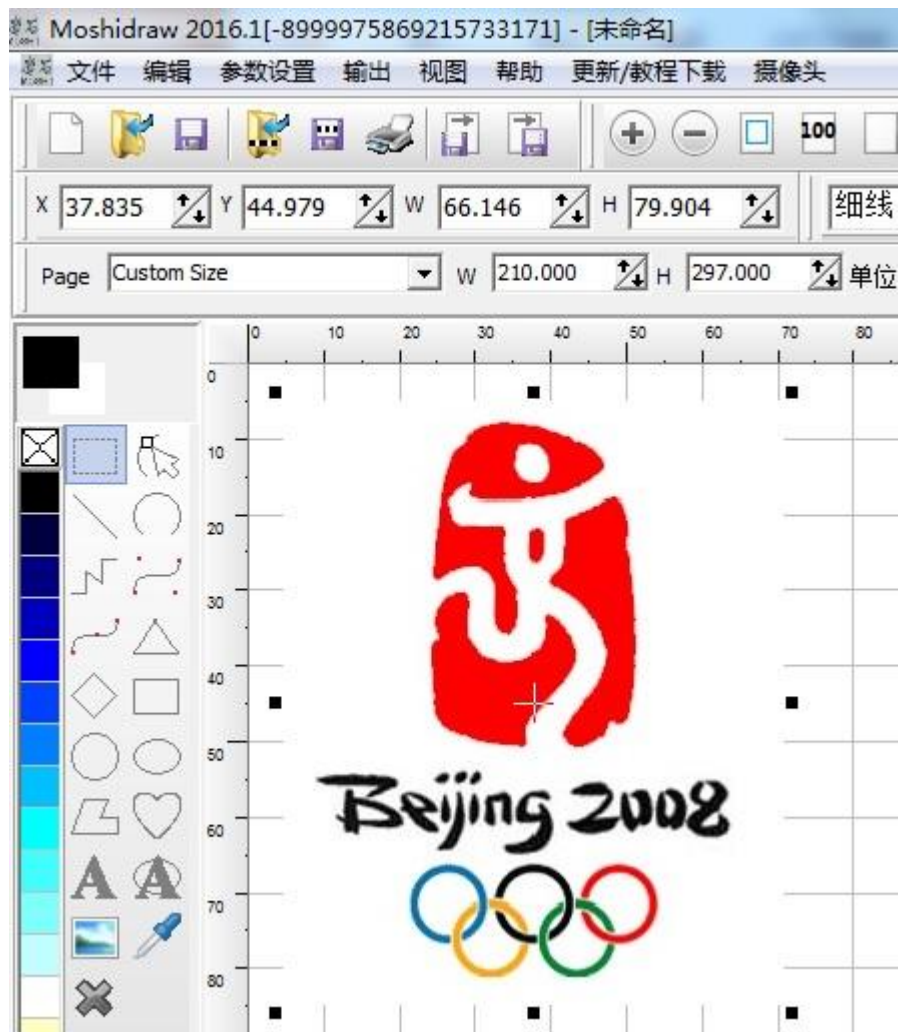 Moshidraw 2016.1[-8999975869215733171] - [未命名]
文件 编辑 参数设置 输出 视图 帮助 更新/教程下载 摄像头
100
X 37.835 Y 44.979 W 66.146 H 79.904 细线
Page Custom Size W 210.000 H 297.000 单位
0 10 20 30 40 50 60 70 80
0
10
20
30
40
50
60
70
80
A A
Beijing 2008